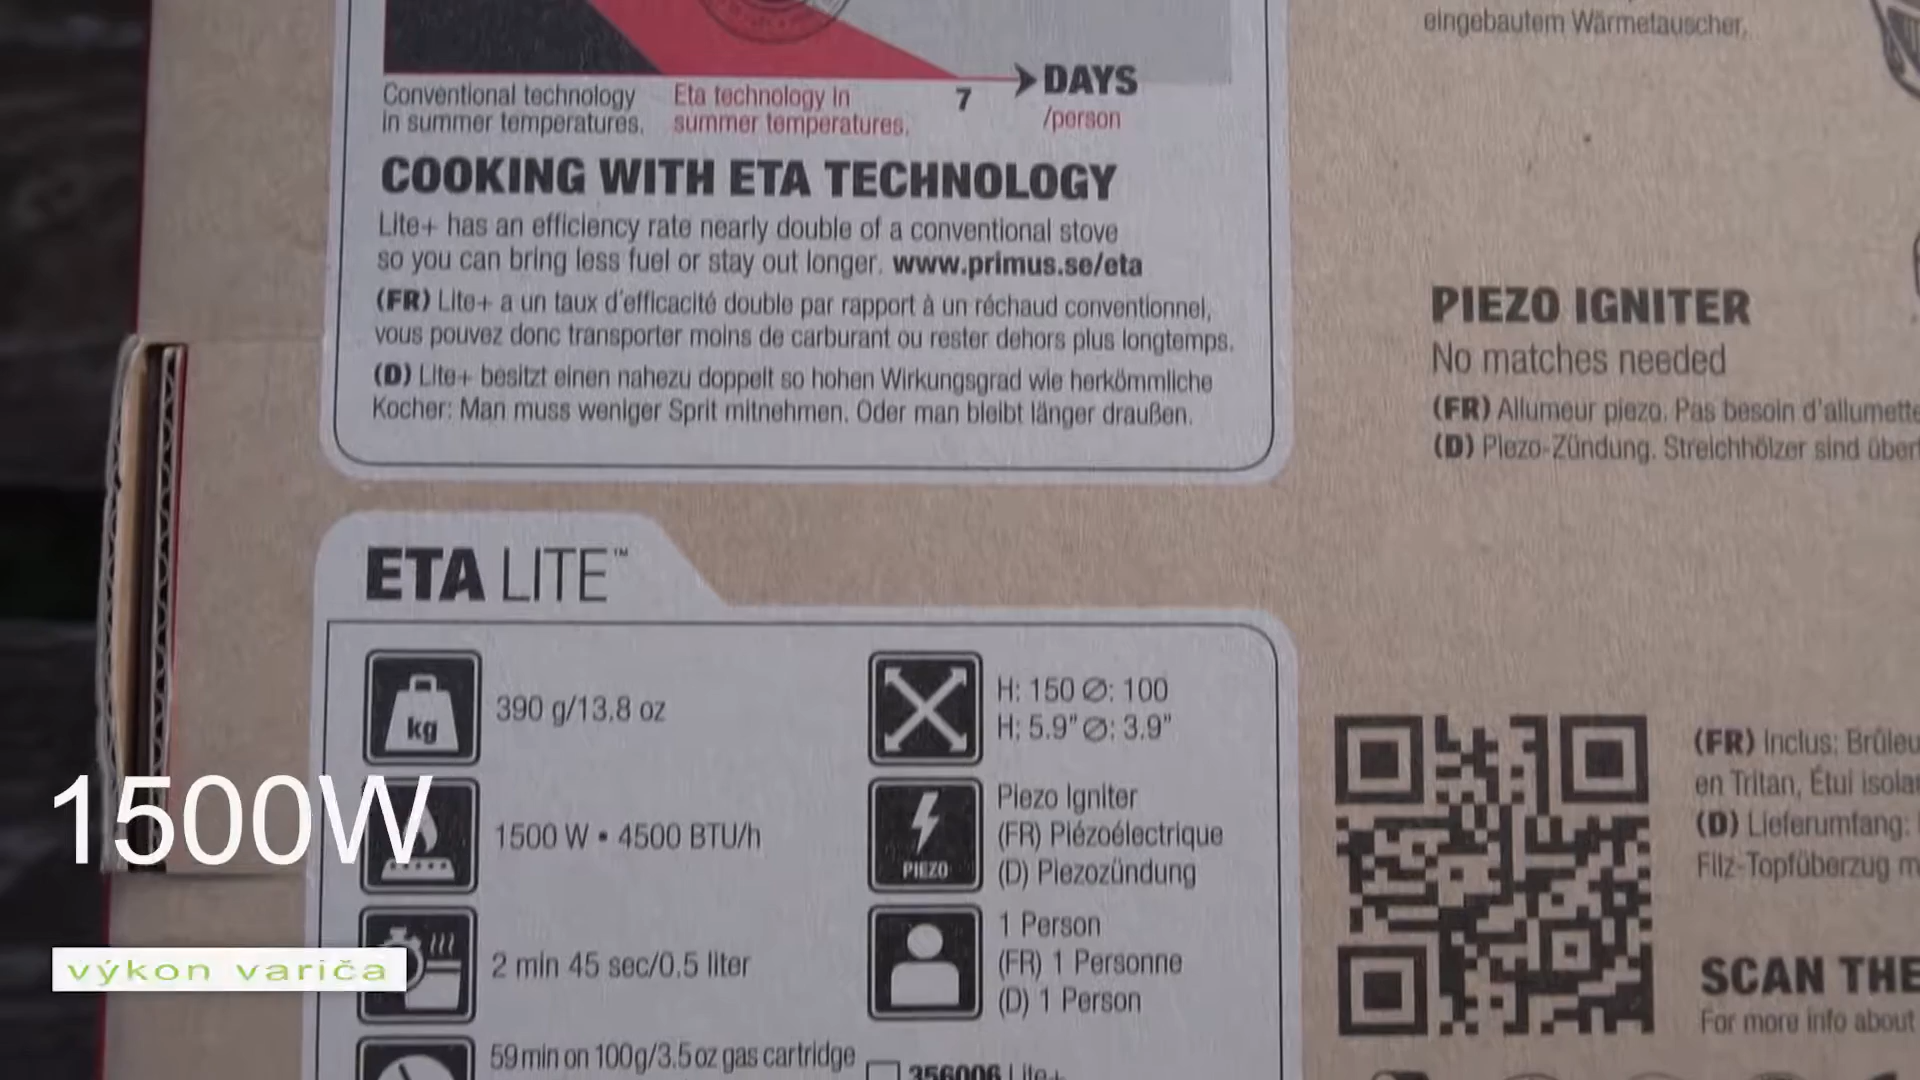 eingebautem Wärmetauscher.
DAYS
7
/person
Conventional technology
in summer temperatures.
Eta technology in
summer temperatures.
COOKING WITH ETA TECHNOLOGY
Lite+ has an efficiency rate nearly double of a conventional stove
so you can bring less fuel or stay out longer. www.primus.se/eta
(FR) Lite+ a un taux d'efficacité double par rapport à un réchaud conventionnel,
vous pouvez donc transporter moins de carburant ou rester dehors plus longtemps.
(D) Lite+ besitzt einen nahezu doppelt so hohen Wirkungsgrad wie herkömmliche
Kocher: Man muss weniger Sprit mitnehmen. Oder man bleibt länger draußen.
PIEZO IGNITER
No matches needed
(FR) Allumeur piezo. Pas besoin d'allumette
(D) Piezo-Zündung. Streichhölzer sind über
ETA LITE™
kg
390 g/13.8 oz
H: 150 Ø: 100
H: 5.9" Ø: 3.9"
1500W
1500 W • 4500 BTU/h
PIEZO
Piezo Igniter
(FR) Piézoélectrique
(D) Piezozündung
výkon variča
2 min 45 sec/0.5 liter
1 Person
(FR) 1 Personne
(D) 1 Person
59 min on 100g/3.5oz gas cartridge
356006 Lite+
(FR) Inclus: Brûleu
en Tritan, Étui isola
(D) Lieferumfang:
Filz-Topfüberzug m
SCAN THE
For more info about